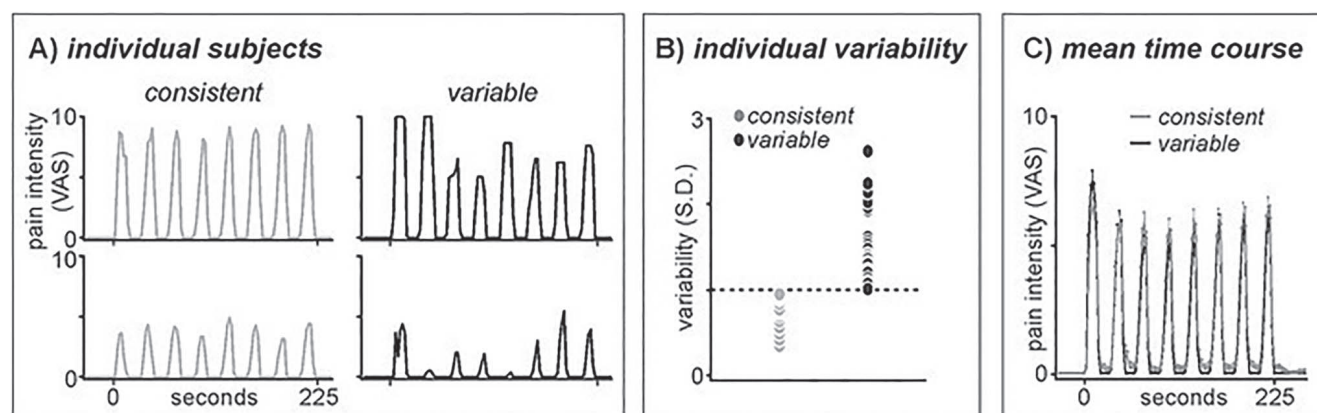 A) individual subjects
consistent
variable
10
pain intensity
(VAS)
0
10
0
0
seconds
225
B) individual variability
3
consistent
variable
variability (S.D.)
0
C) mean time course
10
consistent
variable
pain intensity (VAS)
0
0
seconds
225